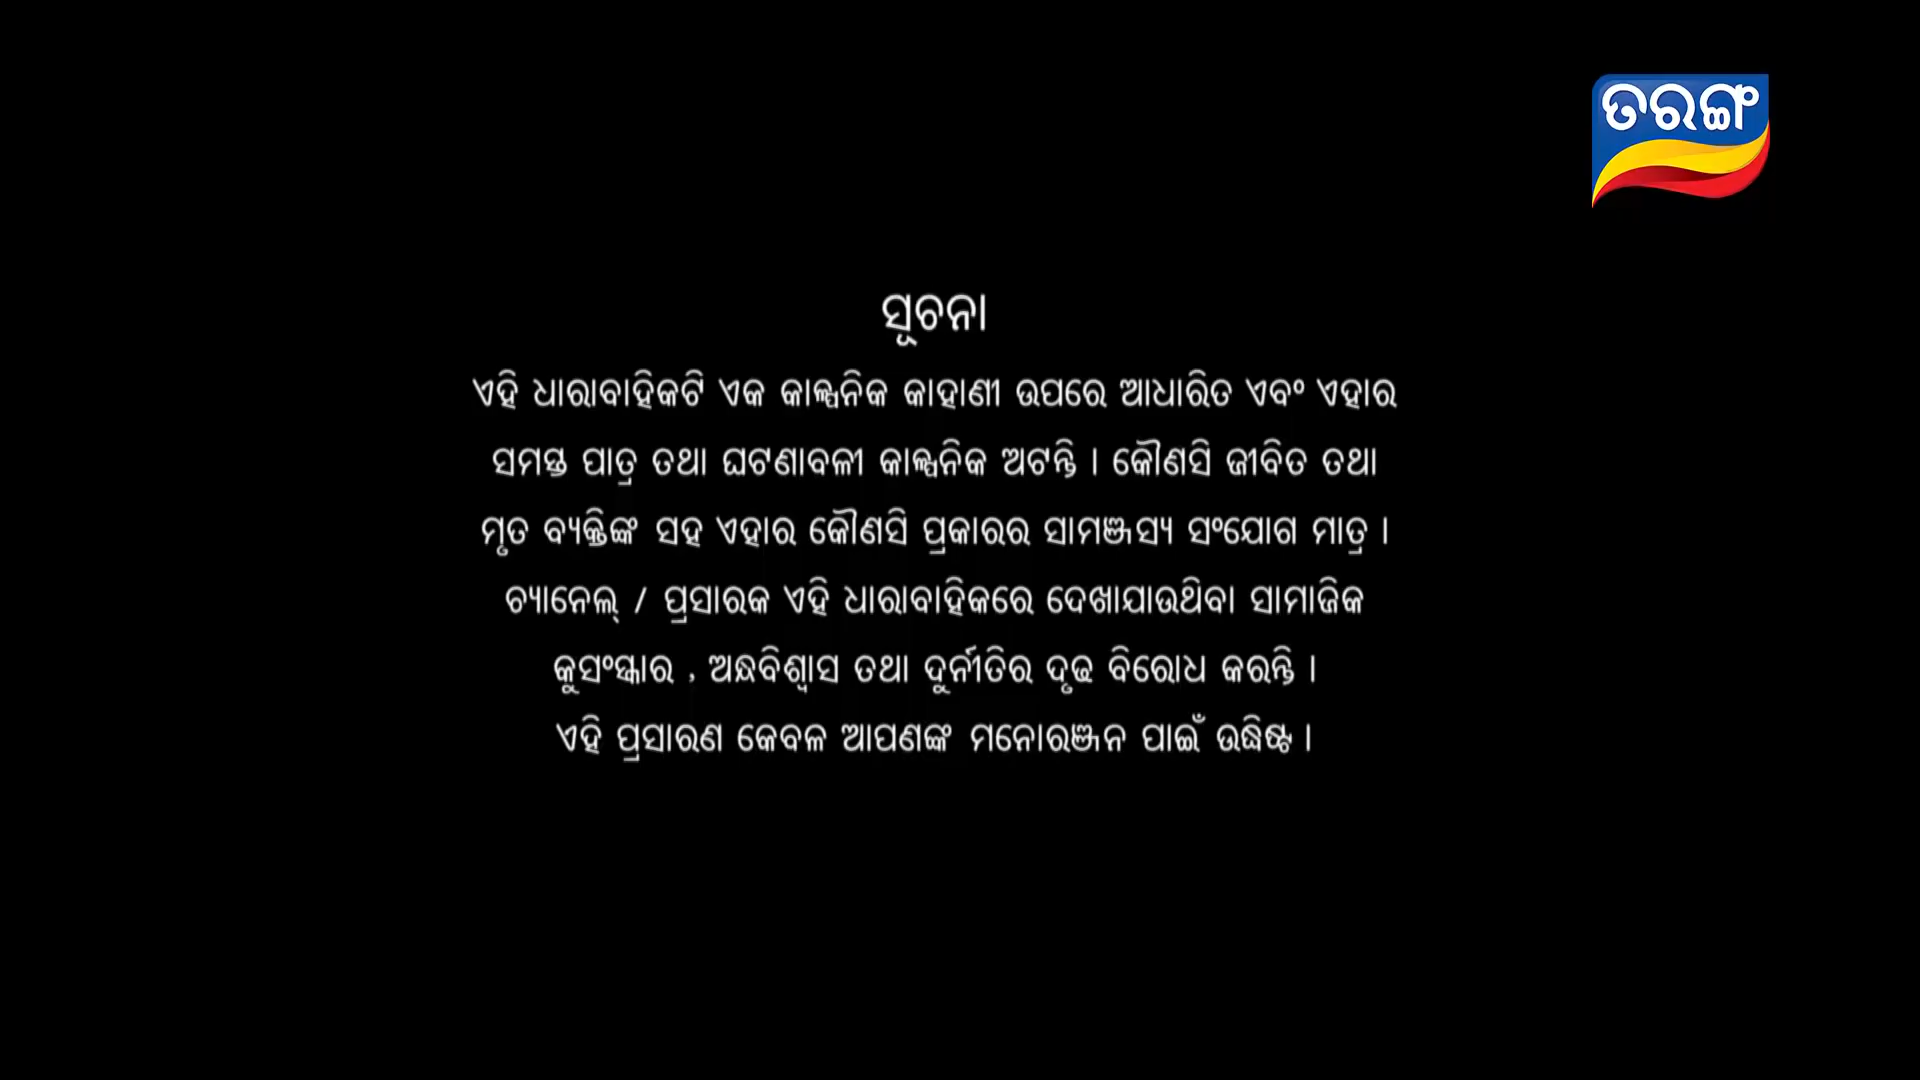 ତରଙ୍ଗ
ସୂଚନା
ଏହି ଧାରାବାହିକଟି ଏକ କାଳ୍ପନିକ କାହାଣୀ ଉପରେ ଆଧାରିତ ଏବଂ ଏହାର
ସମସ୍ତ ପାତ୍ର ତଥା ଘଟଣାବଳୀ କାଳ୍ପନିକ ଅଟନ୍ତି । କୌଣସି ଜୀବିତ ତଥା
ମୃତ ବ୍ୟକ୍ତିଙ୍କ ସହ ଏହାର କୌଣସି ପ୍ରକାରର ସାମଞ୍ଜସ୍ୟ ସଂଯୋଗ ମାତ୍ର ।
ଚ୍ୟାନେଲ୍ / ପ୍ରସାରକ ଏହି ଧାରାବାହିକରେ ଦେଖାଯାଉଥିବା ସାମାଜିକ
କୁସଂସ୍କାର , ଅନ୍ଧବିଶ୍ୱାସ ତଥା ଦୁର୍ନୀତିର ଦୃଢ ବିରୋଧ କରନ୍ତି ।
ଏହି ପ୍ରସାରଣ କେବଳ ଆପଣଙ୍କ ମନୋରଞ୍ଜନ ପାଇଁ ଉଦ୍ଧିଷ୍ଟ ।